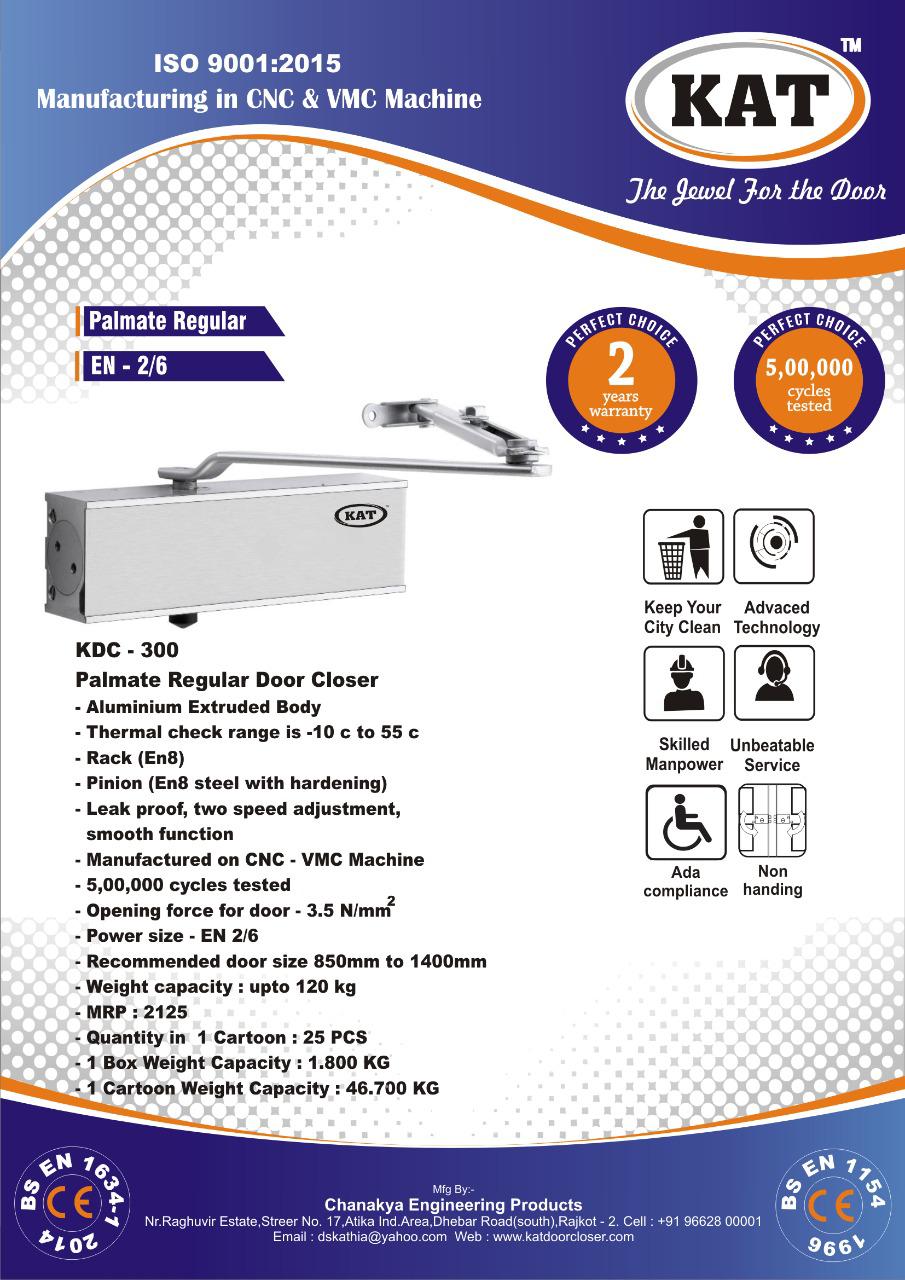 ISO 9001:2015
Manufacturing in CNC & VMC Machine
TM
KAT
The Jewel For the Door
Palmate Regular
EN - 2/6
PERFECT CHOICE
2
years
warranty
PERFECT CHOICE
5,00,000
cycles
tested
KAT
KDC - 300
Palmate Regular Door Closer
- Aluminium Extruded Body
- Thermal check range is -10 c to 55 c
- Rack (En8)
- Pinion (En8 steel with hardening)
- Leak proof, two speed adjustment,
smooth function
- Manufactured on CNC - VMC Machine
- 5,00,000 cycles tested
- Opening force for door - 3.5 N/mm²
- Power size - EN 2/6
- Recommended door size 850mm to 1400mm
- Weight capacity : upto 120 kg
- MRP : 2125
- Quantity in 1 Cartoon : 25 PCS
- 1 Box Weight Capacity : 1.800 KG
- 1 Cartoon Weight Capacity : 46.700 KG
Keep Your
City Clean
Advaced
Technology
Skilled
Manpower
Unbeatable
Service
Ada
compliance
Non
handing
BS EN 1634-1
CE
2014
Mfg By:-
Chanakya Engineering Products
Nr.Raghuvir Estate,Streer No. 17,Atika Ind.Area,Dhebar Road(south),Rajkot - 2. Cell : +91 96628 00001
Email : dskathia@yahoo.com Web : www.katdoorcloser.com
BS EN 1154
CE
1996